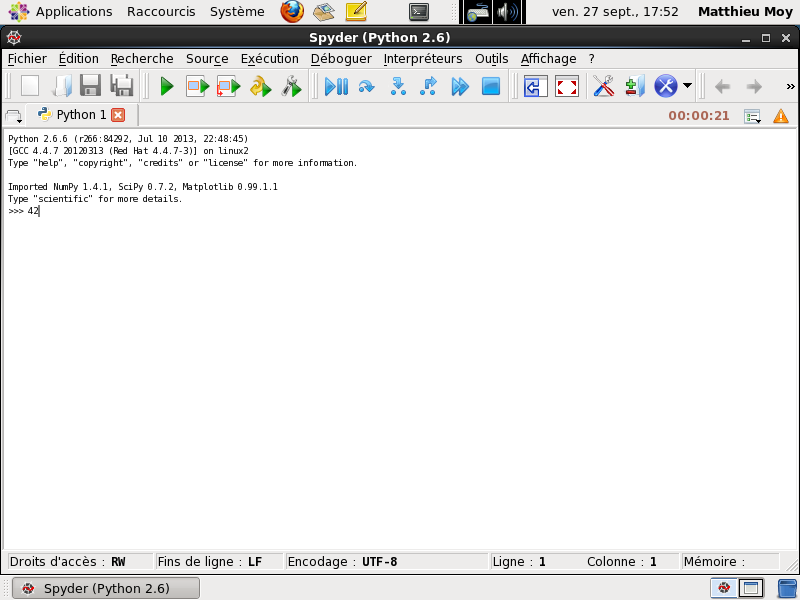 Applications Raccourcis Système ven. 27 sept., 17:52 Matthieu Moy
Spyder (Python 2.6)
Fichier Édition Recherche Source Exécution Déboguer Interpréteurs Outils Affichage ?
»
Python 1 00:00:21
Python 2.6.6 (r266:84292, Jul 10 2013, 22:48:45)
[GCC 4.4.7 20120313 (Red Hat 4.4.7-3)] on linux2
Type "help", "copyright", "credits" or "license" for more information.
Imported NumPy 1.4.1, SciPy 0.7.2, Matplotlib 0.99.1.1
Type "scientific" for more details.
>>> 42
Droits d'accès : RW Fins de ligne : LF Encodage : UTF-8 Ligne : 1 Colonne : 1 Mémoire :
Spyder (Python 2.6)